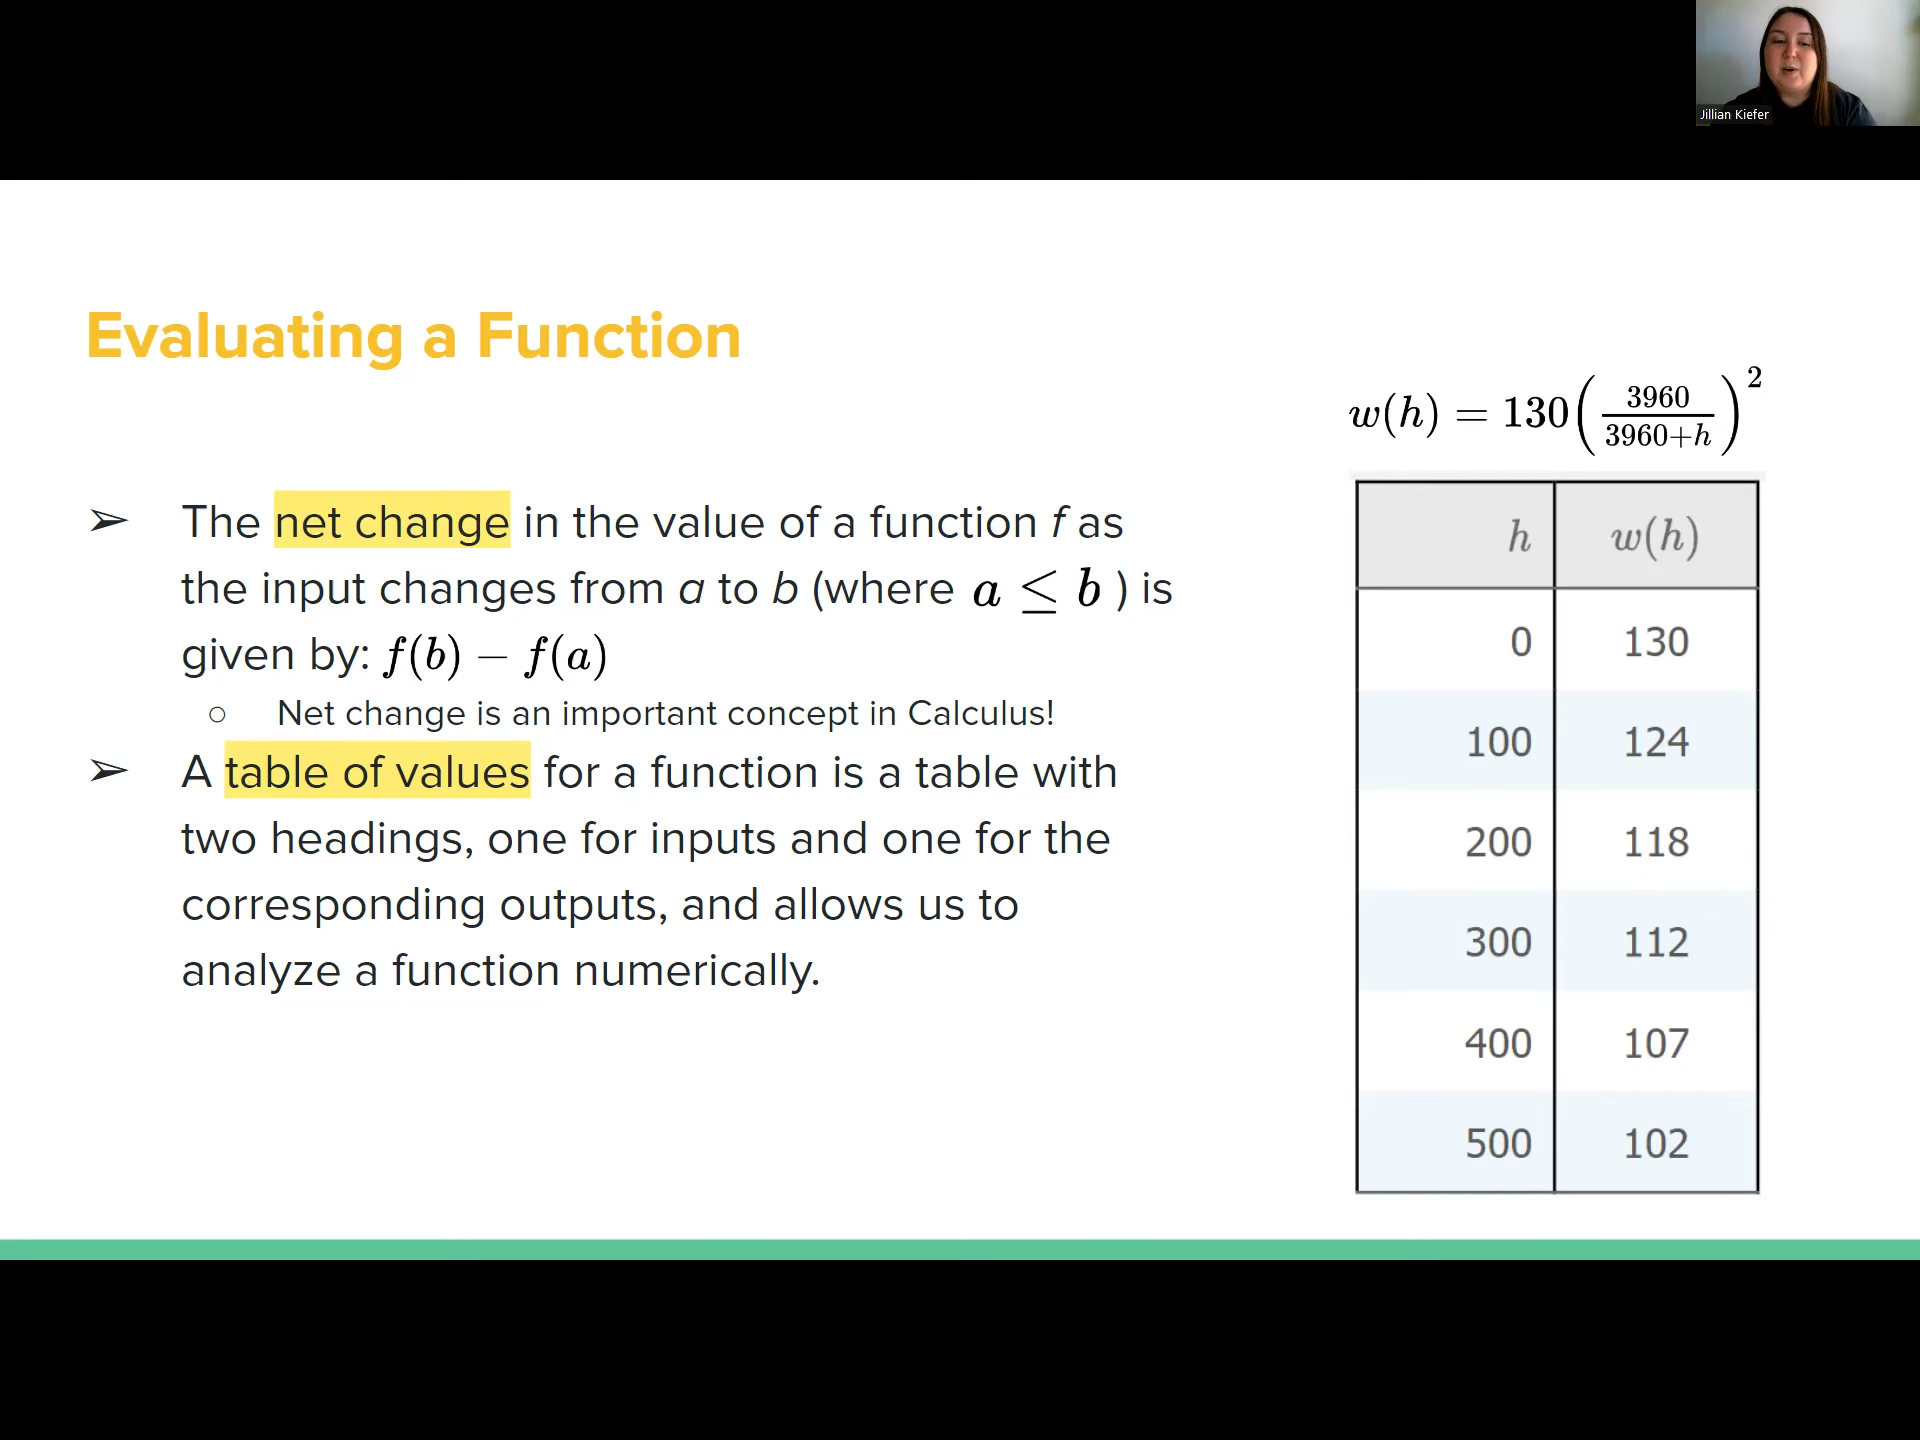 Jillian Kiefer
Evaluating a Function
➢ The net change in the value of a function f as
the input changes from a to b (where a ≤ b ) is
given by: f(b) − f(a)
○ Net change is an important concept in Calculus!
➢ A table of values for a function is a table with
two headings, one for inputs and one for the
corresponding outputs, and allows us to
analyze a function numerically.
w(h) = 130(3960/(3960+h))^2
h w(h)
0 130
100 124
200 118
300 112
400 107
500 102